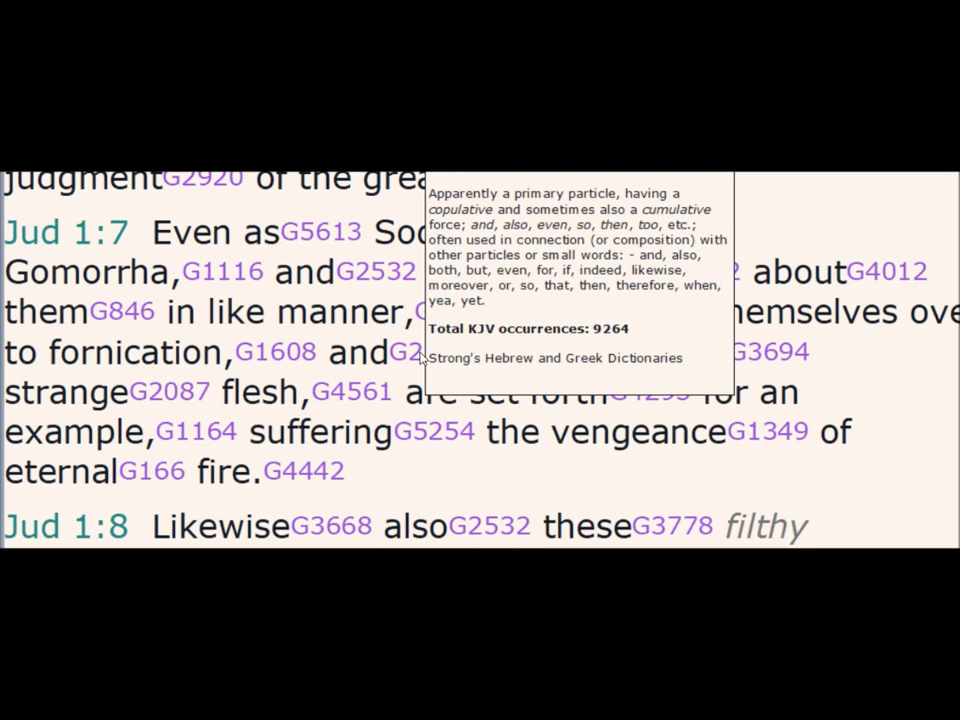 judgmentG2920 of the grea
Apparently a primary particle, having a
copulative and sometimes also a cumulative
force; and, also, even, so, then, too, etc.;
often used in connection (or composition) with
other particles or small words: - and, also,
both, but, even, for, if, indeed, likewise,
moreover, or, so, that, then, therefore, when,
yea, yet.
Total KJV occurrences: 9264
Strong's Hebrew and Greek Dictionaries
Jud 1:7 Even asG5613
Gomorrha,G1116 andG2532 aboutG4012
themG846 in like manner, hemselves ove
to fornication,G1608 andG2 G3694
strangeG2087 flesh,G4561 are set forthG4295 for an
example,G1164 sufferingG5254 the vengeanceG1349 of
eternalG166 fire.G4442
Jud 1:8 LikewiseG3668 alsoG2532 theseG3778 filthy